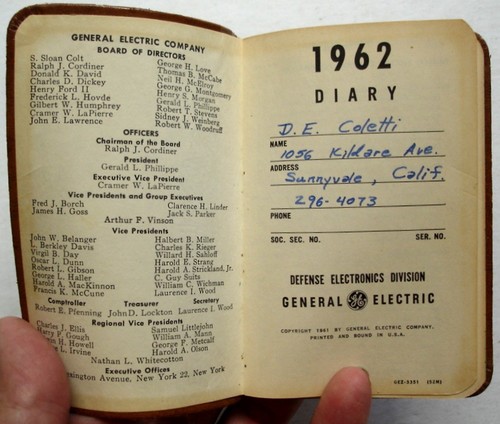 GENERAL ELECTRIC COMPANY
BOARD OF DIRECTORS
S. Sloan Colt
Ralph J. Cordiner
Donald K. David
Charles D. Dickey
Henry Ford II
Frederick L. Hovde
Gilbert W. Humphrey
Cramer W. LaPierre
John E. Lawrence
George H. Love
Thomas B. McCabe
Neil H. McElroy
George G. Montgomery
Henry S. Morgan
Gerald L. Phillippe
Robert T. Stevens
Sidney J. Weinberg
Robert W. Woodruff
OFFICERS
Chairman of the Board
Ralph J. Cordiner
President
Gerald L. Phillippe
Executive Vice President
Cramer W. LaPierre
Vice Presidents and Group Executives
Fred J. Borch
James H. Goss
Clarence H. Linder
Jack S. Parker
Arthur F. Vinson
Vice Presidents
John W. Belanger
L. Berkley Davis
Virgil B. Day
Oscar L. Dunn
Robert L. Gibson
George L. Haller
Harold A. MacKinnon
Francis K. McCune
Halbert B. Miller
Charles K. Rieger
Willard H. Sahloff
Harold E. Strang
Harold A. Strickland, Jr.
C. Guy Suits
William C. Wichman
Laurence I. Wood
Comptroller Treasurer Secretary
Robert E. Pfenning John D. Lockton Laurence I. Wood
Regional Vice Presidents
Charles J. Ellis
F. Gough
H. Howell
L. Irvine
Samuel Littlejohn
William A. Mann
George F. Metcalf
Harold A. Olson
Nathan L. Whitecotton
Executive Offices
Avenue, New York 22, New York
1962
DIARY
D. E. Coletti
NAME
1056 Kildare Ave.
ADDRESS
Sunnyvale, Calif.
296-4073
PHONE
SOC. SEC. NO. SER. NO.
DEFENSE ELECTRONICS DIVISION
GENERAL GE ELECTRIC
COPYRIGHT 1961 BY GENERAL ELECTRIC COMPANY,
PRINTED AND BOUND IN U.S.A.